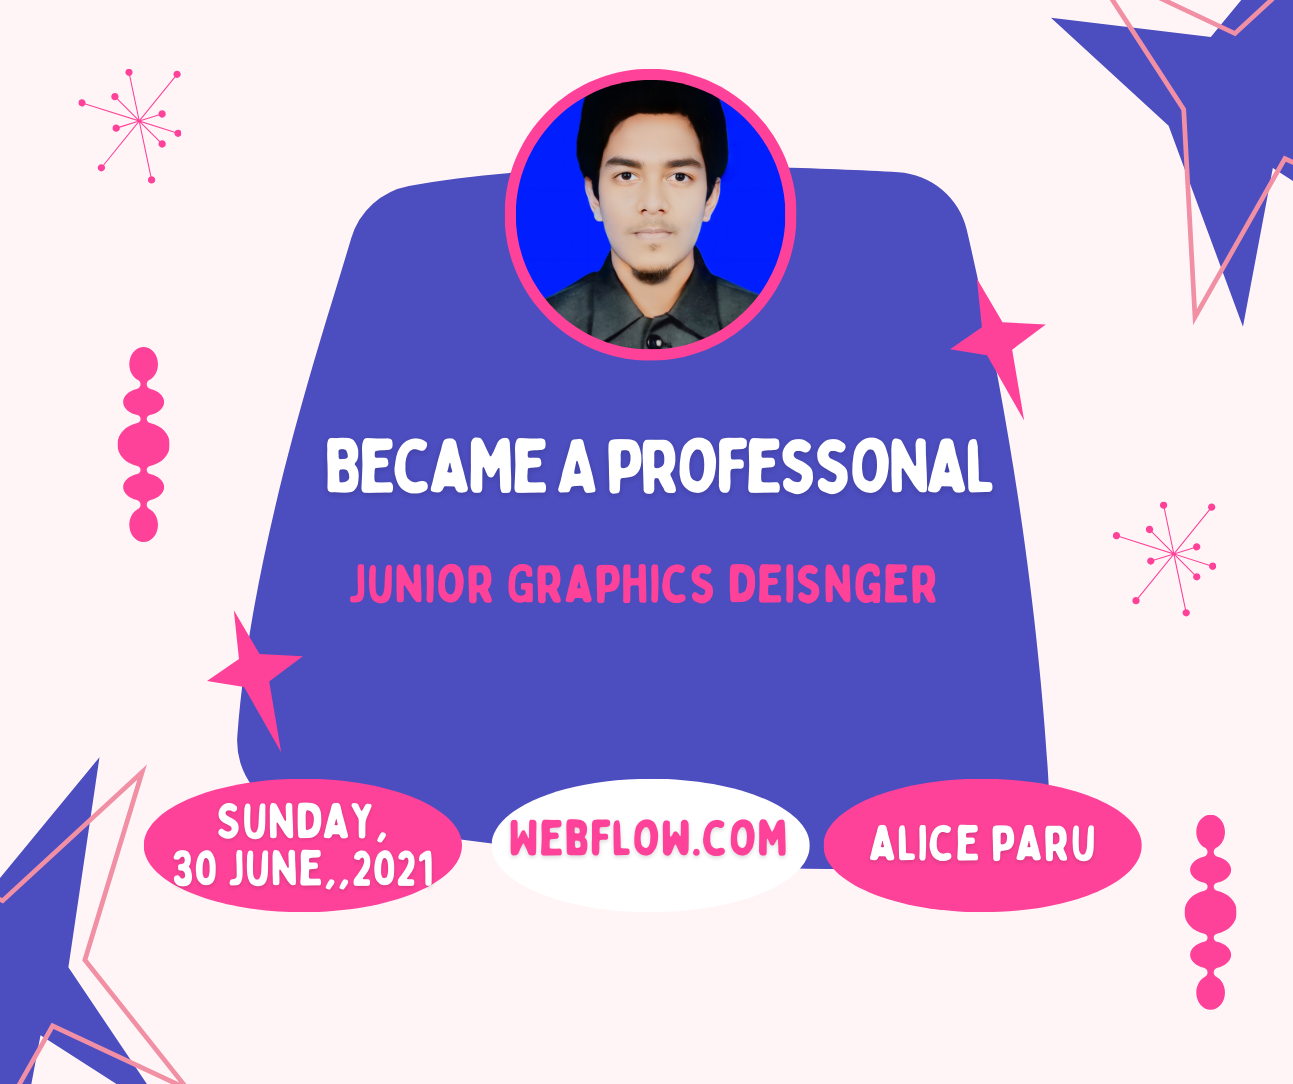 BECAME A PROFESSONAL
JUNIOR GRAPHICS DEISNGER
SUNDAY,
30 JUNE,,2021
WEBFLOW.COM
ALICE PARU